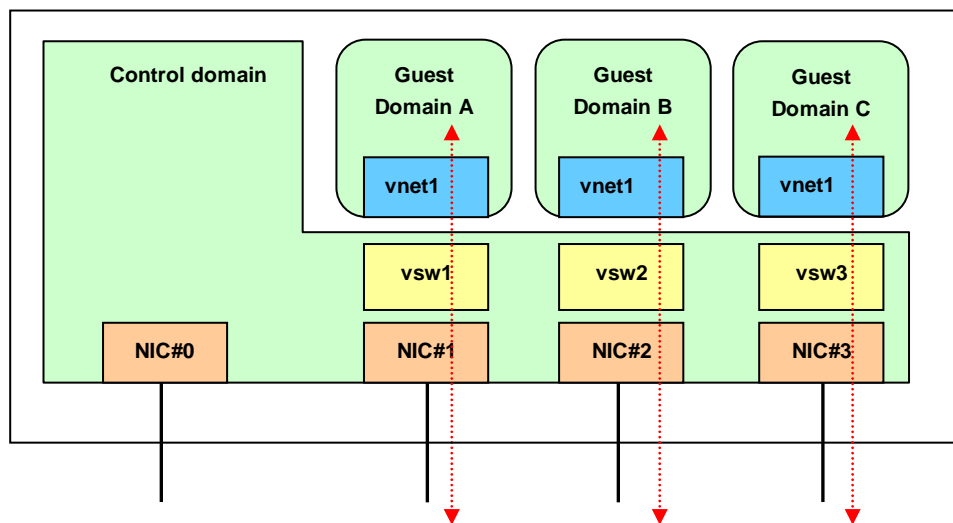 Control domain
Guest
Domain A
Guest
Domain B
Guest
Domain C
vnet1
vnet1
vnet1
vsw1
vsw2
vsw3
NIC#0
NIC#1
NIC#2
NIC#3